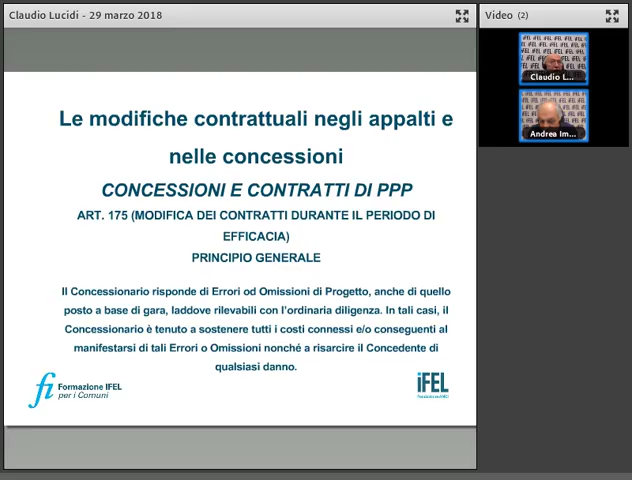 Claudio Lucidi - 29 marzo 2018
Video (2)
Claudio L...
Andrea Im...
Le modifiche contrattuali negli appalti e
nelle concessioni
CONCESSIONI E CONTRATTI DI PPP
ART. 175 (MODIFICA DEI CONTRATTI DURANTE IL PERIODO DI
EFFICACIA)
PRINCIPIO GENERALE
Il Concessionario risponde di Errori od Omissioni di Progetto, anche di quello
posto a base di gara, laddove rilevabili con l'ordinaria diligenza. In tali casi, il
Concessionario è tenuto a sostenere tutti i costi connessi e/o conseguenti al
manifestarsi di tali Errori o Omissioni nonché a risarcire il Concedente di
qualsiasi danno.
fi Formazione IFEL
per i Comuni
iFEL